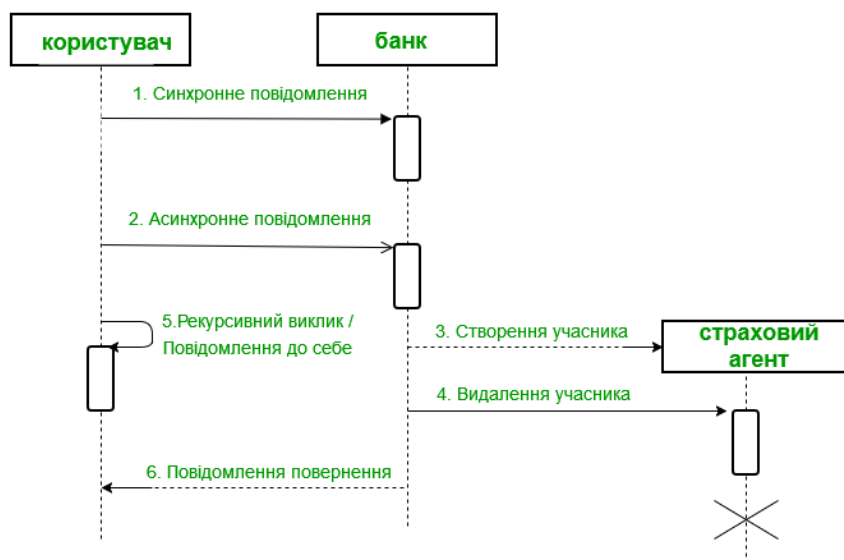 користувач
банк
1. Синхронне повідомлення
2. Асинхронне повідомлення
5.Рекурсивний виклик /
Повідомлення до себе
3. Створення учасника
страховий
агент
4. Видалення учасника
6. Повідомлення повернення